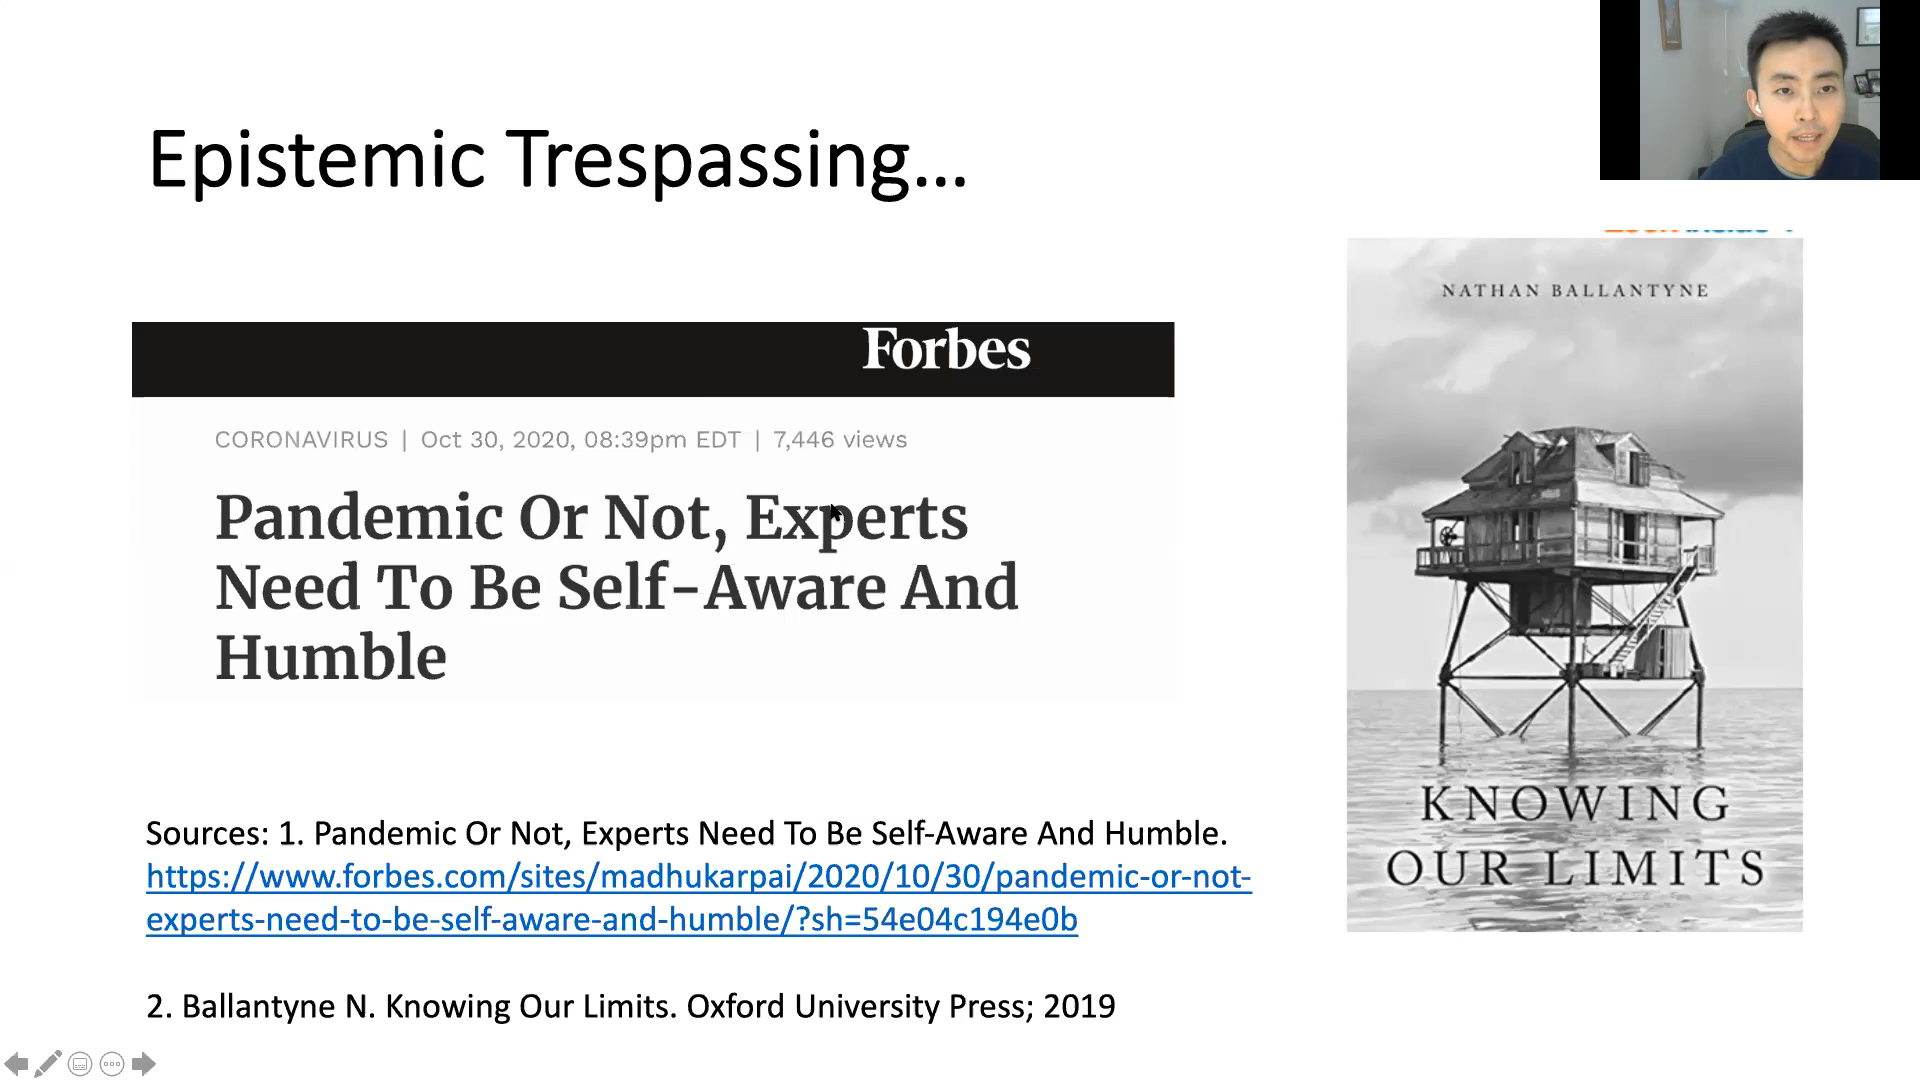 Epistemic Trespassing...
Forbes
CORONAVIRUS | Oct 30, 2020, 08:39pm EDT | 7,446 views
Pandemic Or Not, Experts
Need To Be Self-Aware And
Humble
NATHAN BALLANTYNE
KNOWING
OUR LIMITS
Sources: 1. Pandemic Or Not, Experts Need To Be Self-Aware And Humble.
https://www.forbes.com/sites/madhukarpai/2020/10/30/pandemic-or-not-
experts-need-to-be-self-aware-and-humble/?sh=54e04c194e0b
2. Ballantyne N. Knowing Our Limits. Oxford University Press; 2019